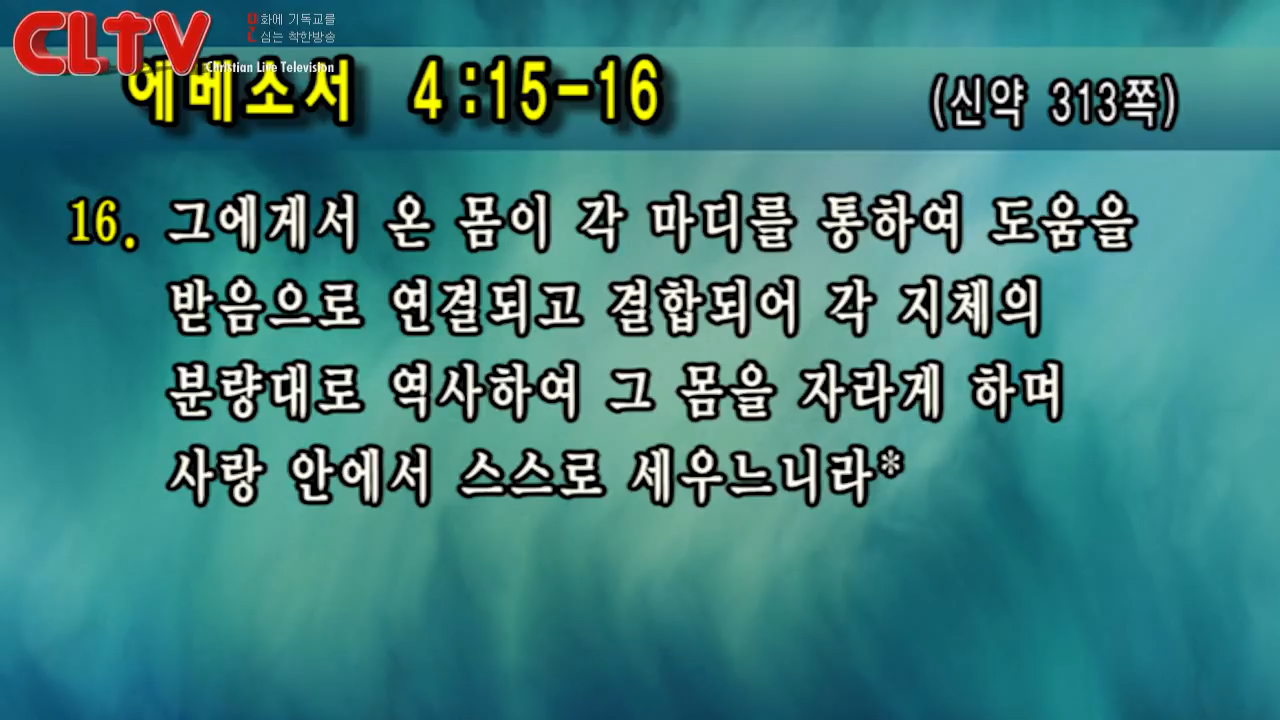 CLTV
문화에 기독교를
심는 착한방송
Christian Live Television
에베소서 4:15-16
(신약 313쪽)
16. 그에게서 온 몸이 각 마디를 통하여 도움을
받음으로 연결되고 결합되어 각 지체의
분량대로 역사하여 그 몸을 자라게 하며
사랑 안에서 스스로 세우느니라*